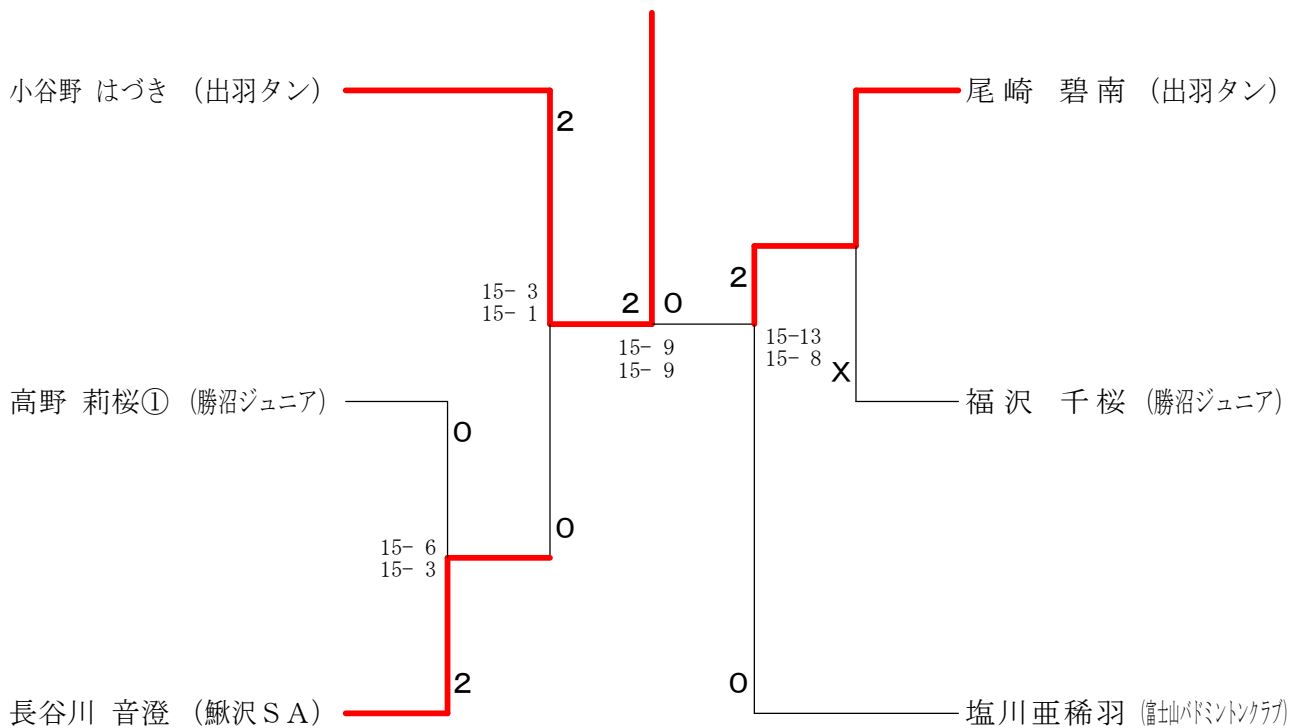 小谷野 はづき （出羽タン）
2
15- 3
15- 1
高野 莉桜① （勝沼ジュニア）
0
0
15- 6
15- 3
2
長谷川 音澄 （鰍沢ＳＡ）
2 0
15- 9
15- 9
尾崎 碧南 （出羽タン）
2
15-13
15- 8
X
福沢 千桜 （勝沼ジュニア）
0
塩川亜稀羽 （富士山バドミントンクラブ）